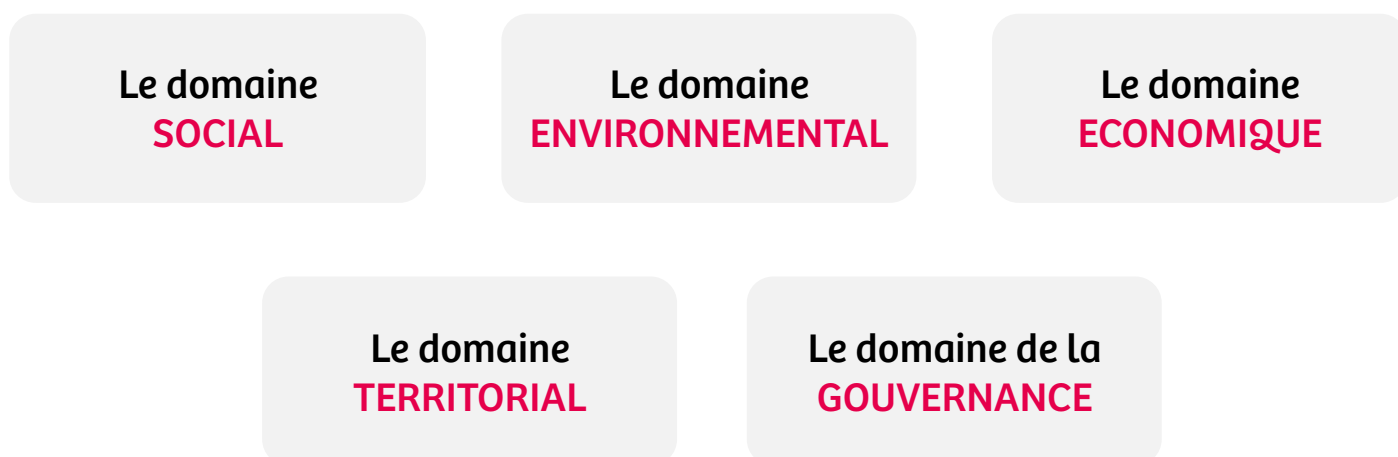 Le domaine
SOCIAL
Le domaine
ENVIRONNEMENTAL
Le domaine
ECONOMIQUE
Le domaine
TERRITORIAL
Le domaine de la
GOUVERNANCE